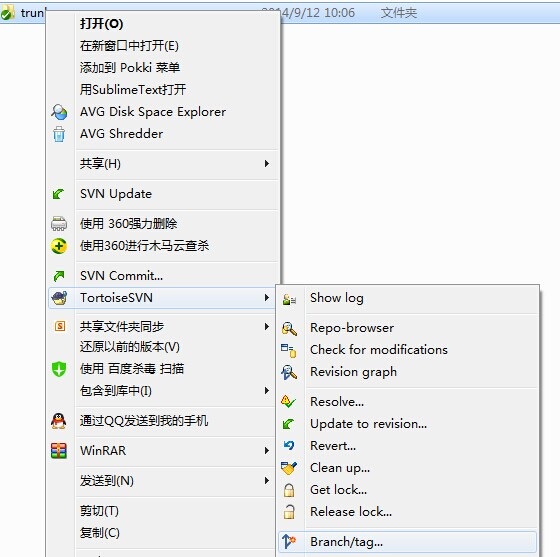 trun 2014/9/12 10:06 文件夹
打开(O)
在新窗口中打开(E)
添加到 Pokki 菜单
用SublimeText打开
AVG Disk Space Explorer
AVG Shredder
共享(H)
SVN Update
使用 360强力删除
使用360进行木马云查杀
SVN Commit...
TortoiseSVN
共享文件夹同步
还原以前的版本(V)
使用 百度杀毒 扫描
包含到库中(I)
通过QQ发送到我的手机
WinRAR
发送到(N)
剪切(T)
复制(C)
Show log
Repo-browser
Check for modifications
Revision graph
Resolve...
Update to revision...
Revert...
Clean up...
Get lock...
Release lock...
Branch/tag...